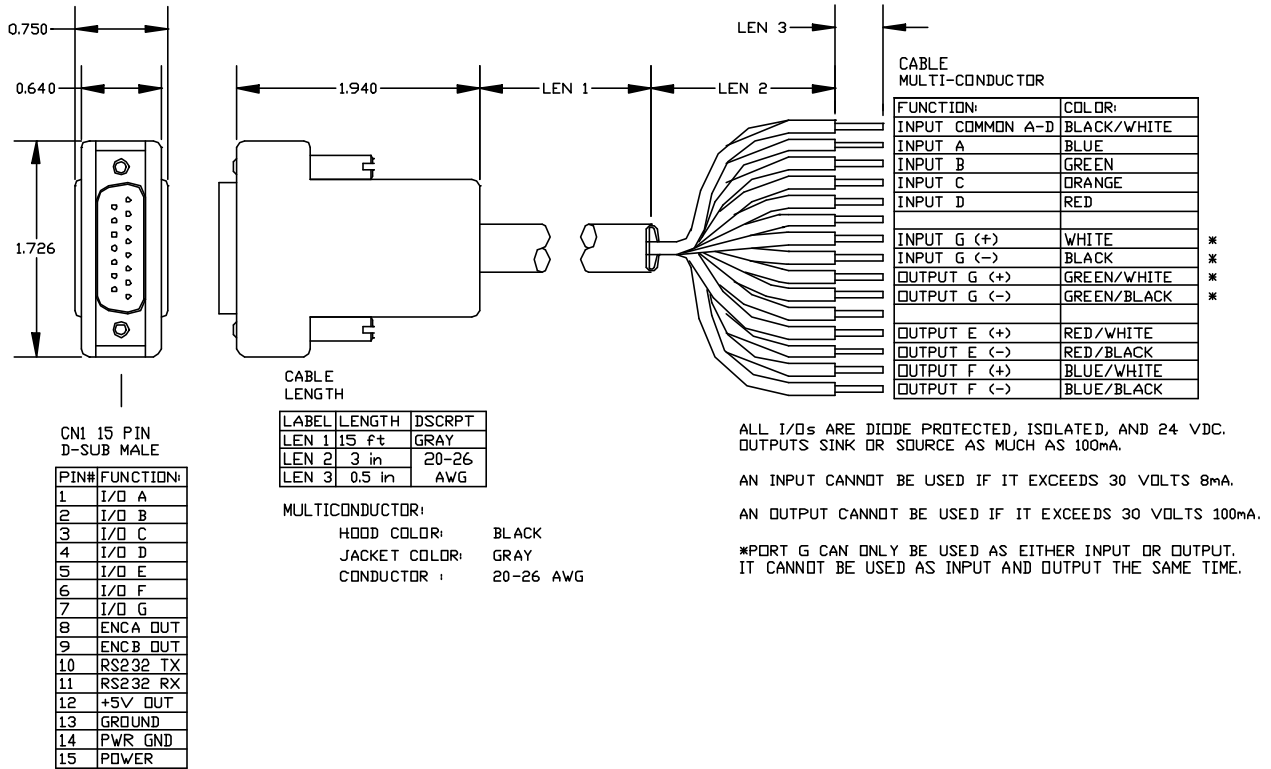 0.750
0.640
1.726
1.940
LEN 1
LEN 2
LEN 3
CABLE
MULTI-CONDUCTOR
FUNCTION: COLOR:
INPUT COMMON A-D BLACK/WHITE
INPUT A BLUE
INPUT B GREEN
INPUT C ORANGE
INPUT D RED
INPUT G (+) WHITE *
INPUT G (-) BLACK *
OUTPUT G (+) GREEN/WHITE *
OUTPUT G (-) GREEN/BLACK *
OUTPUT E (+) RED/WHITE
OUTPUT E (-) RED/BLACK
OUTPUT F (+) BLUE/WHITE
OUTPUT F (-) BLUE/BLACK
CN1 15 PIN
D-SUB MALE
PIN# FUNCTION:
1 I/O A
2 I/O B
3 I/O C
4 I/O D
5 I/O E
6 I/O F
7 I/O G
8 ENCA OUT
9 ENCB OUT
10 RS232 TX
11 RS232 RX
12 +5V OUT
13 GROUND
14 PWR GND
15 POWER
CABLE
LENGTH
LABEL LENGTH DSCRPT
LEN 1 15 ft GRAY
LEN 2 3 in 20-26
LEN 3 0.5 in AWG
MULTICONDUCTOR:
HOOD COLOR: BLACK
JACKET COLOR: GRAY
CONDUCTOR : 20-26 AWG
ALL I/Os ARE DIODE PROTECTED, ISOLATED, AND 24 VDC.
OUTPUTS SINK OR SOURCE AS MUCH AS 100mA.
AN INPUT CANNOT BE USED IF IT EXCEEDS 30 VOLTS 8mA.
AN OUTPUT CANNOT BE USED IF IT EXCEEDS 30 VOLTS 100mA.
*PORT G CAN ONLY BE USED AS EITHER INPUT OR OUTPUT.
IT CANNOT BE USED AS INPUT AND OUTPUT THE SAME TIME.